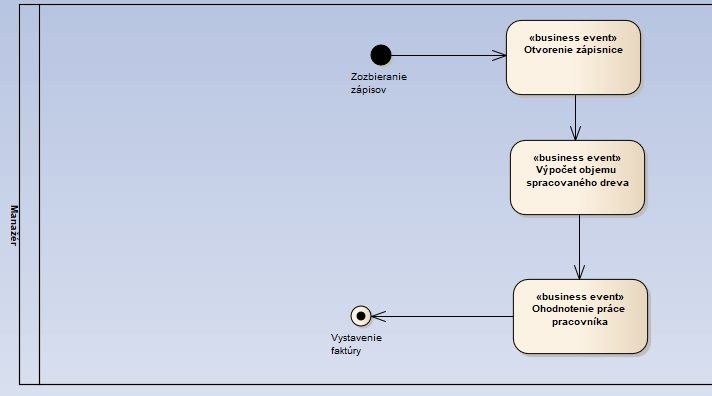 Manažér
Zozbieranie
zápisov
«business event»
Otvorenie zápisnice
«business event»
Výpočet objemu
spracovaného dreva
«business event»
Ohodnotenie práce
pracovníka
Vystavenie
faktúry